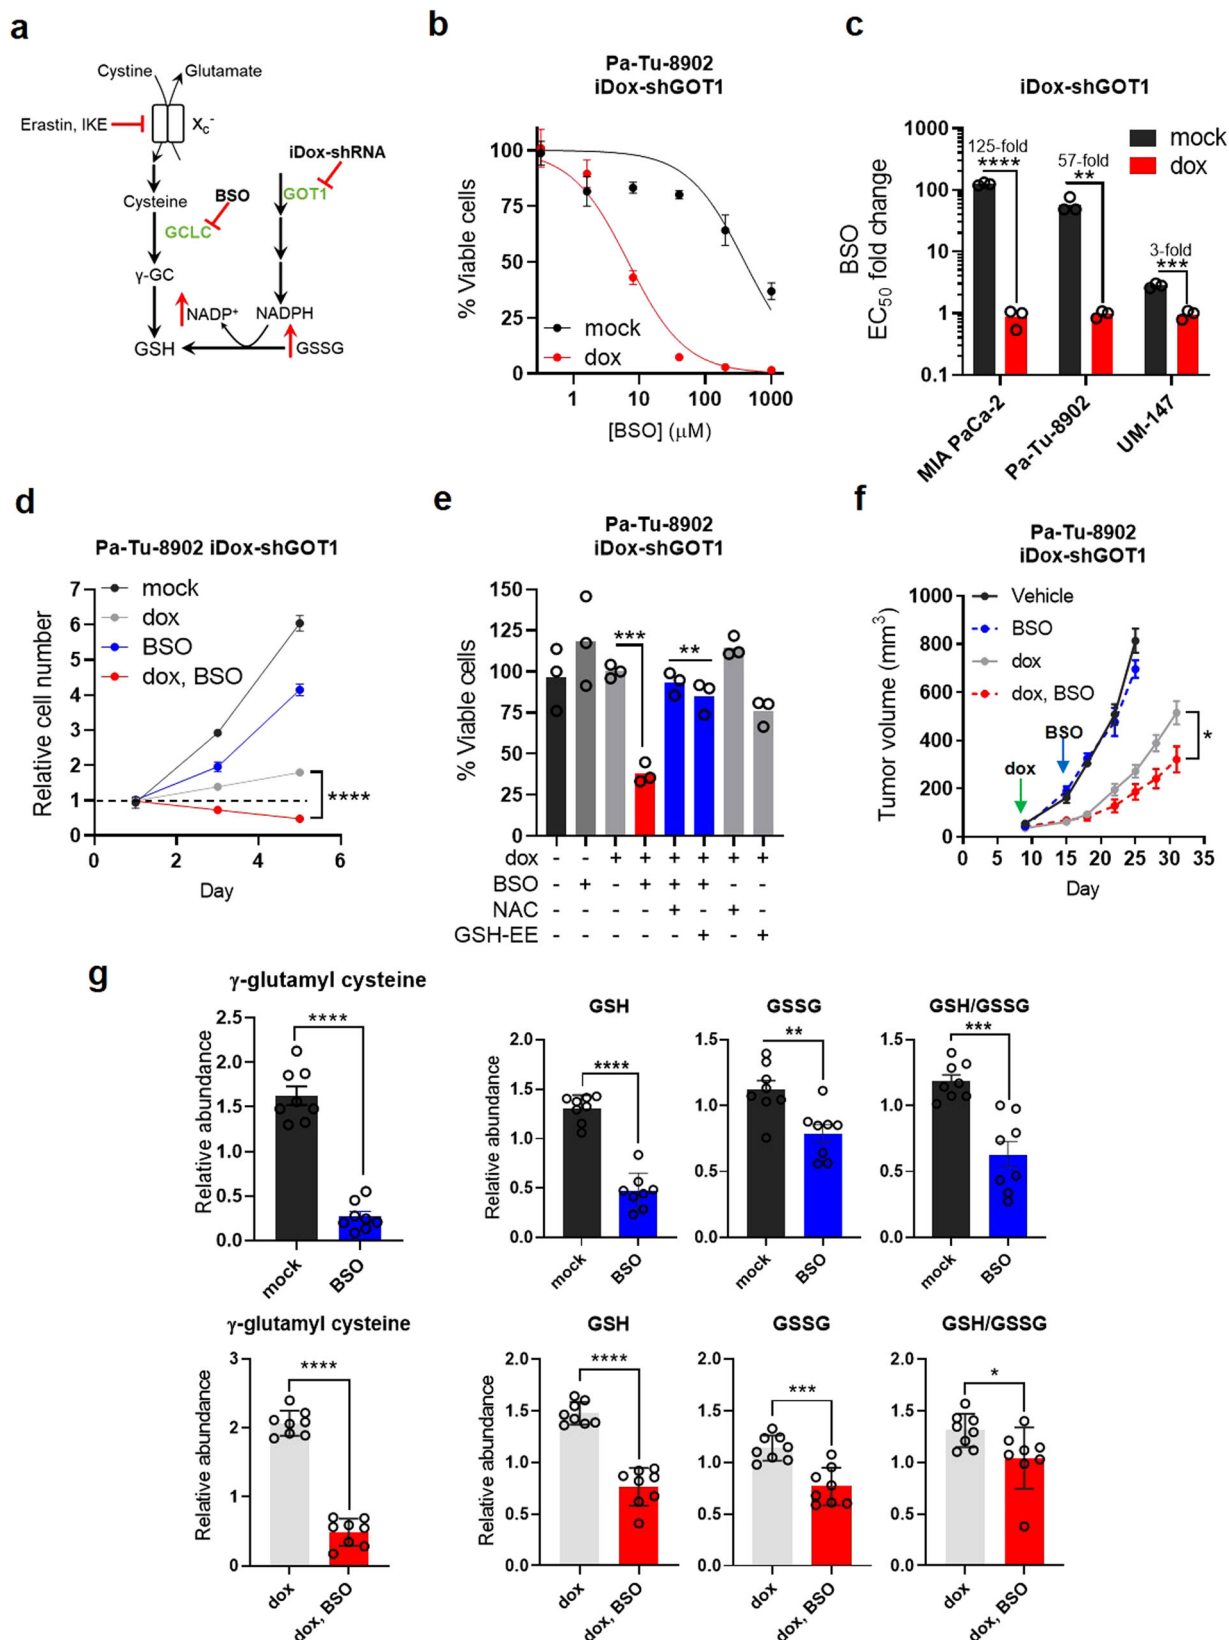 a
Cystine
Glutamate
Erastin, IKE
Xc-
iDox-shRNA
GOT1
Cysteine
BSO
GCLC
γ-GC
NADP+
NADPH
GSH
GSSG
b
Pa-Tu-8902
iDox-shGOT1
% Viable cells
100
75
50
25
0
mock
dox
1
10
100
1000
[BSO] (μM)
c
iDox-shGOT1
BSO
EC50 fold change
1000
100
10
1
0.1
mock
dox
125-fold
****
57-fold
**
3-fold
***
MIA PaCa-2
Pa-Tu-8902
UM-147
d
Pa-Tu-8902 iDox-shGOT1
Relative cell number
7
6
5
4
3
2
1
0
mock
dox
BSO
dox, BSO
****
0
2
4
6
Day
e
Pa-Tu-8902
iDox-shGOT1
% Viable cells
150
125
100
75
50
25
0
***
**
dox - - + + + + + +
BSO - + - + + + - -
NAC - - - - + - + -
GSH-EE - - - - - + - +
f
Pa-Tu-8902
iDox-shGOT1
Tumor volume (mm3)
1000
800
600
400
200
0
Vehicle
BSO
dox
dox, BSO
BSO
dox
*
0
5
10
15
20
25
30
35
Day
g
γ-glutamyl cysteine
Relative abundance
2.5
2.0
1.5
1.0
0.5
0.0
****
mock
BSO
GSH
Relative abundance
2.0
1.5
1.0
0.5
0.0
****
mock
BSO
GSSG
1.5
1.0
0.5
0.0
**
mock
BSO
GSH/GSSG
1.5
1.0
0.5
0.0
***
mock
BSO
γ-glutamyl cysteine
Relative abundance
3
2
1
0
****
dox
dox, BSO
GSH
Relative abundance
2.0
1.5
1.0
0.5
0.0
****
dox
dox, BSO
GSSG
2.0
1.5
1.0
0.5
0.0
***
dox
dox, BSO
GSH/GSSG
2.0
1.5
1.0
0.5
0.0
*
dox
dox, BSO